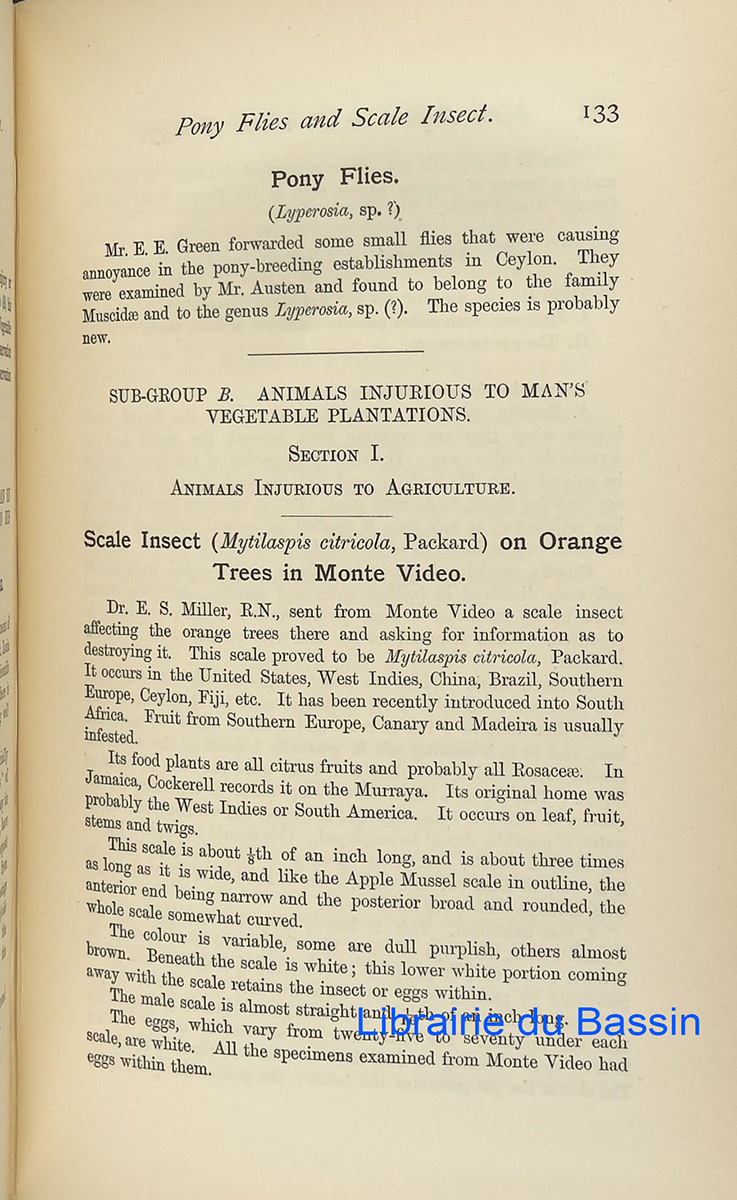 Pony Flies and Scale Insect. 133
Pony Flies.
(Lyperosia, sp. ?)
Mr. E. E. Green forwarded some small flies that were causing
annoyance in the pony-breeding establishments in Ceylon. They
were examined by Mr. Austen and found to belong to the family
Muscidæ and to the genus Lyperosia, sp. (?). The species is probably
new.
SUB-GROUP B. ANIMALS INJURIOUS TO MAN'S
VEGETABLE PLANTATIONS.
SECTION I.
ANIMALS INJURIOUS TO AGRICULTURE.
Scale Insect (Mytilaspis citricola, Packard) on Orange
Trees in Monte Video.
Dr. E. S. Miller, R.N., sent from Monte Video a scale insect
affecting the orange trees there and asking for information as to
destroying it. This scale proved to be Mytilaspis citricola, Packard.
It occurs in the United States, West Indies, China, Brazil, Southern
Europe, Ceylon, Fiji, etc. It has been recently introduced into South
Africa. Fruit from Southern Europe, Canary and Madeira is usually
infested.
Its food plants are all citrus fruits and probably all Rosaceæ. In
Jamaica, Cockerell records it on the Murraya. Its original home was
probably the West Indies or South America. It occurs on leaf, fruit,
stems and twigs.
This scale is about ⅛th of an inch long, and is about three times
as long as it is wide, and like the Apple Mussel scale in outline, the
anterior end being narrow and the posterior broad and rounded, the
whole scale somewhat curved.
The colour is variable, some are dull purplish, others almost
brown. Beneath the scale is white; this lower white portion coming
away with the scale retains the insect or eggs within.
The male scale is almost straight and th of an inch long.
The eggs, which vary from twenty-five to seventy under each
scale, are white. All the specimens examined from Monte Video had
eggs within them.
Librairie du Bassin